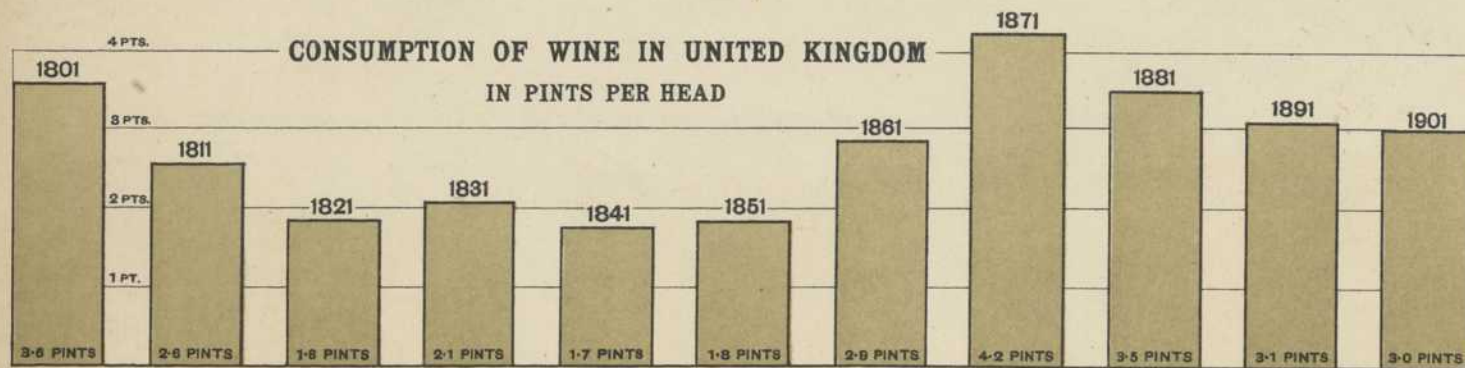 4 PTS.
CONSUMPTION OF WINE IN UNITED KINGDOM
IN PINTS PER HEAD
3 PTS.
2 PTS.
1 PT.
1801
1811
1821
1831
1841
1851
1861
1871
1881
1891
1901
3·6 PINTS
2·6 PINTS
1·8 PINTS
2·1 PINTS
1·7 PINTS
1·8 PINTS
2·9 PINTS
4·2 PINTS
3·5 PINTS
3·1 PINTS
3·0 PINTS